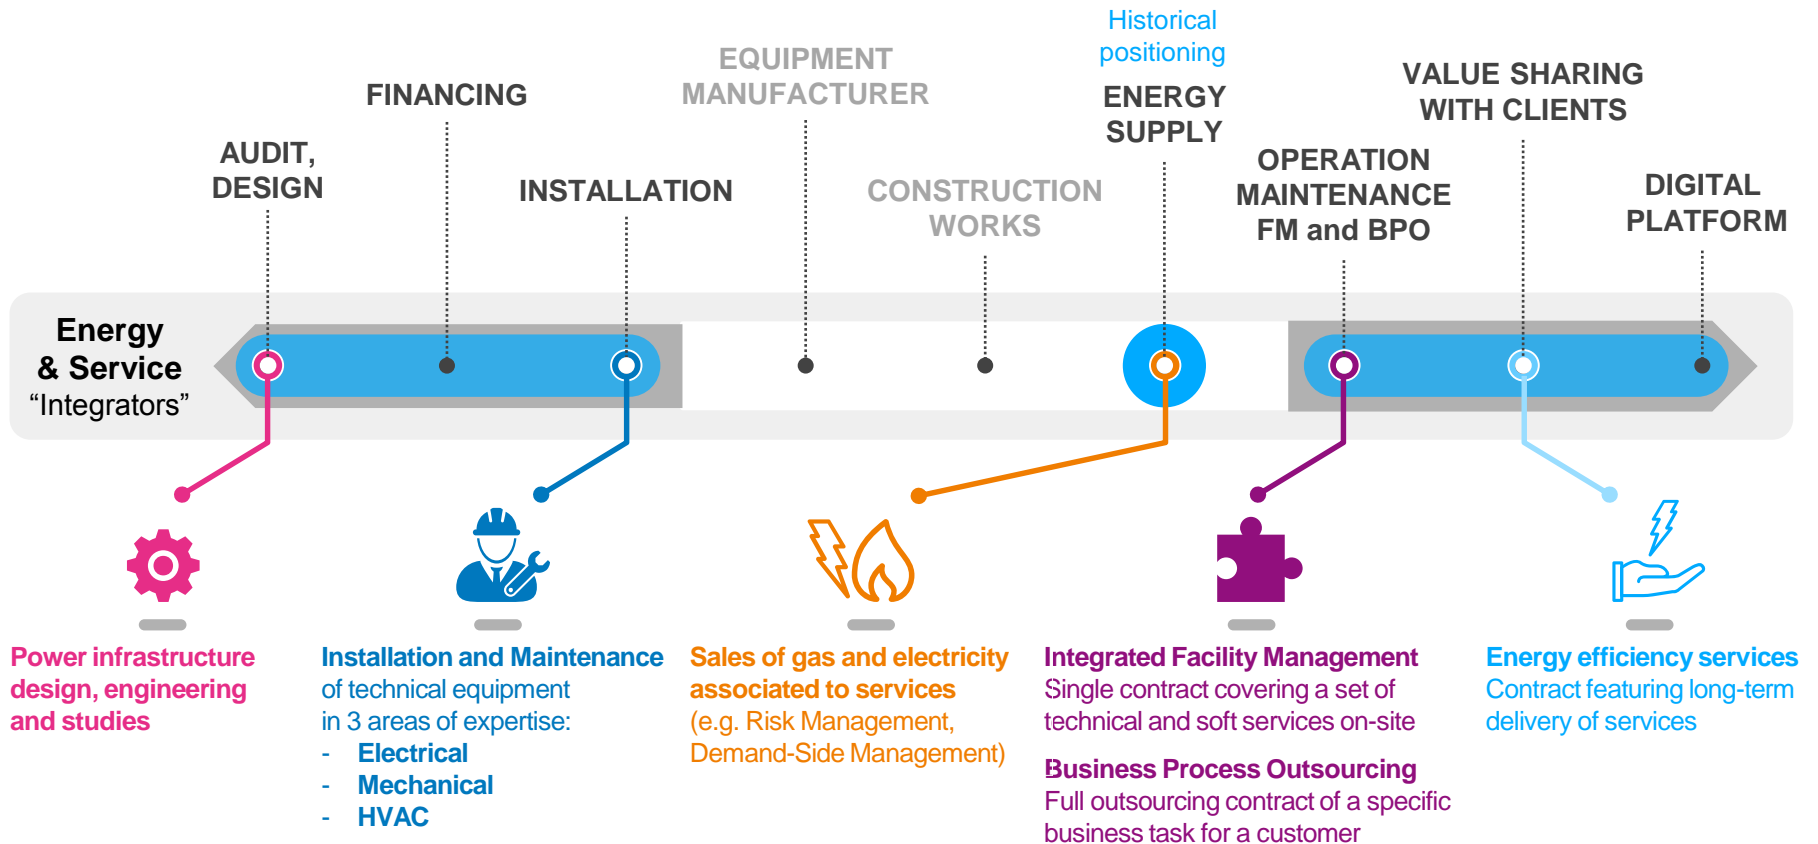 Historical
positioning
EQUIPMENT
MANUFACTURER
VALUE SHARING
WITH CLIENTS
FINANCING
ENERGY
SUPPLY
AUDIT,
DESIGN
OPERATION
MAINTENANCE
FM and BPO
INSTALLATION
CONSTRUCTION
WORKS
DIGITAL
PLATFORM
Energy
& Service
“Integrators”
Power infrastructure
design, engineering
and studies
Installation and Maintenance
of technical equipment
in 3 areas of expertise:
- Electrical
- Mechanical
- HVAC
Sales of gas and electricity
associated to services
(e.g. Risk Management,
Demand-Side Management)
Integrated Facility Management
Single contract covering a set of
technical and soft services on-site
Business Process Outsourcing
Full outsourcing contract of a specific
business task for a customer
Energy efficiency services
Contract featuring long-term
delivery of services